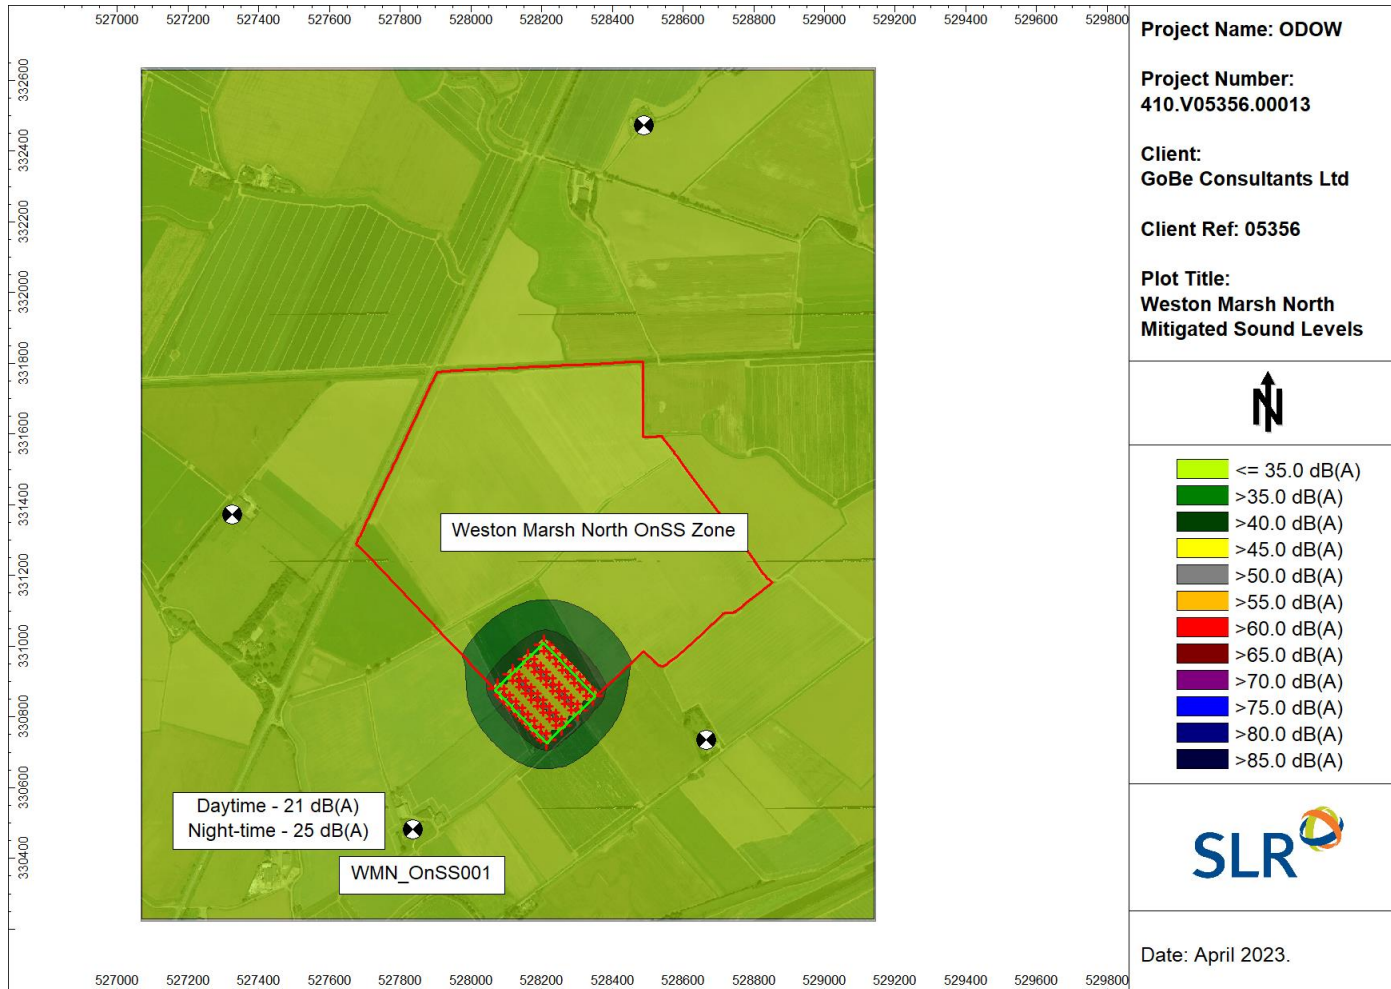 527000 527200 527400 527600 527800 528000 528200 528400 528600 528800 529000 529200 529400 529600 529800
332600
332400
332200
332000
331800
331600
331400
331200
331000
330800
330600
330400
Weston Marsh North OnSS Zone
Daytime - 21 dB(A)
Night-time - 25 dB(A)
WMN_OnSS001
527000 527200 527400 527600 527800 528000 528200 528400 528600 528800 529000 529200 529400 529600 529800
Project Name: ODOW
Project Number:
410.V05356.00013
Client:
GoBe Consultants Ltd
Client Ref: 05356
Plot Title:
Weston Marsh North
Mitigated Sound Levels
N
<= 35.0 dB(A)
>35.0 dB(A)
>40.0 dB(A)
>45.0 dB(A)
>50.0 dB(A)
>55.0 dB(A)
>60.0 dB(A)
>65.0 dB(A)
>70.0 dB(A)
>75.0 dB(A)
>80.0 dB(A)
>85.0 dB(A)
SLR
Date: April 2023.